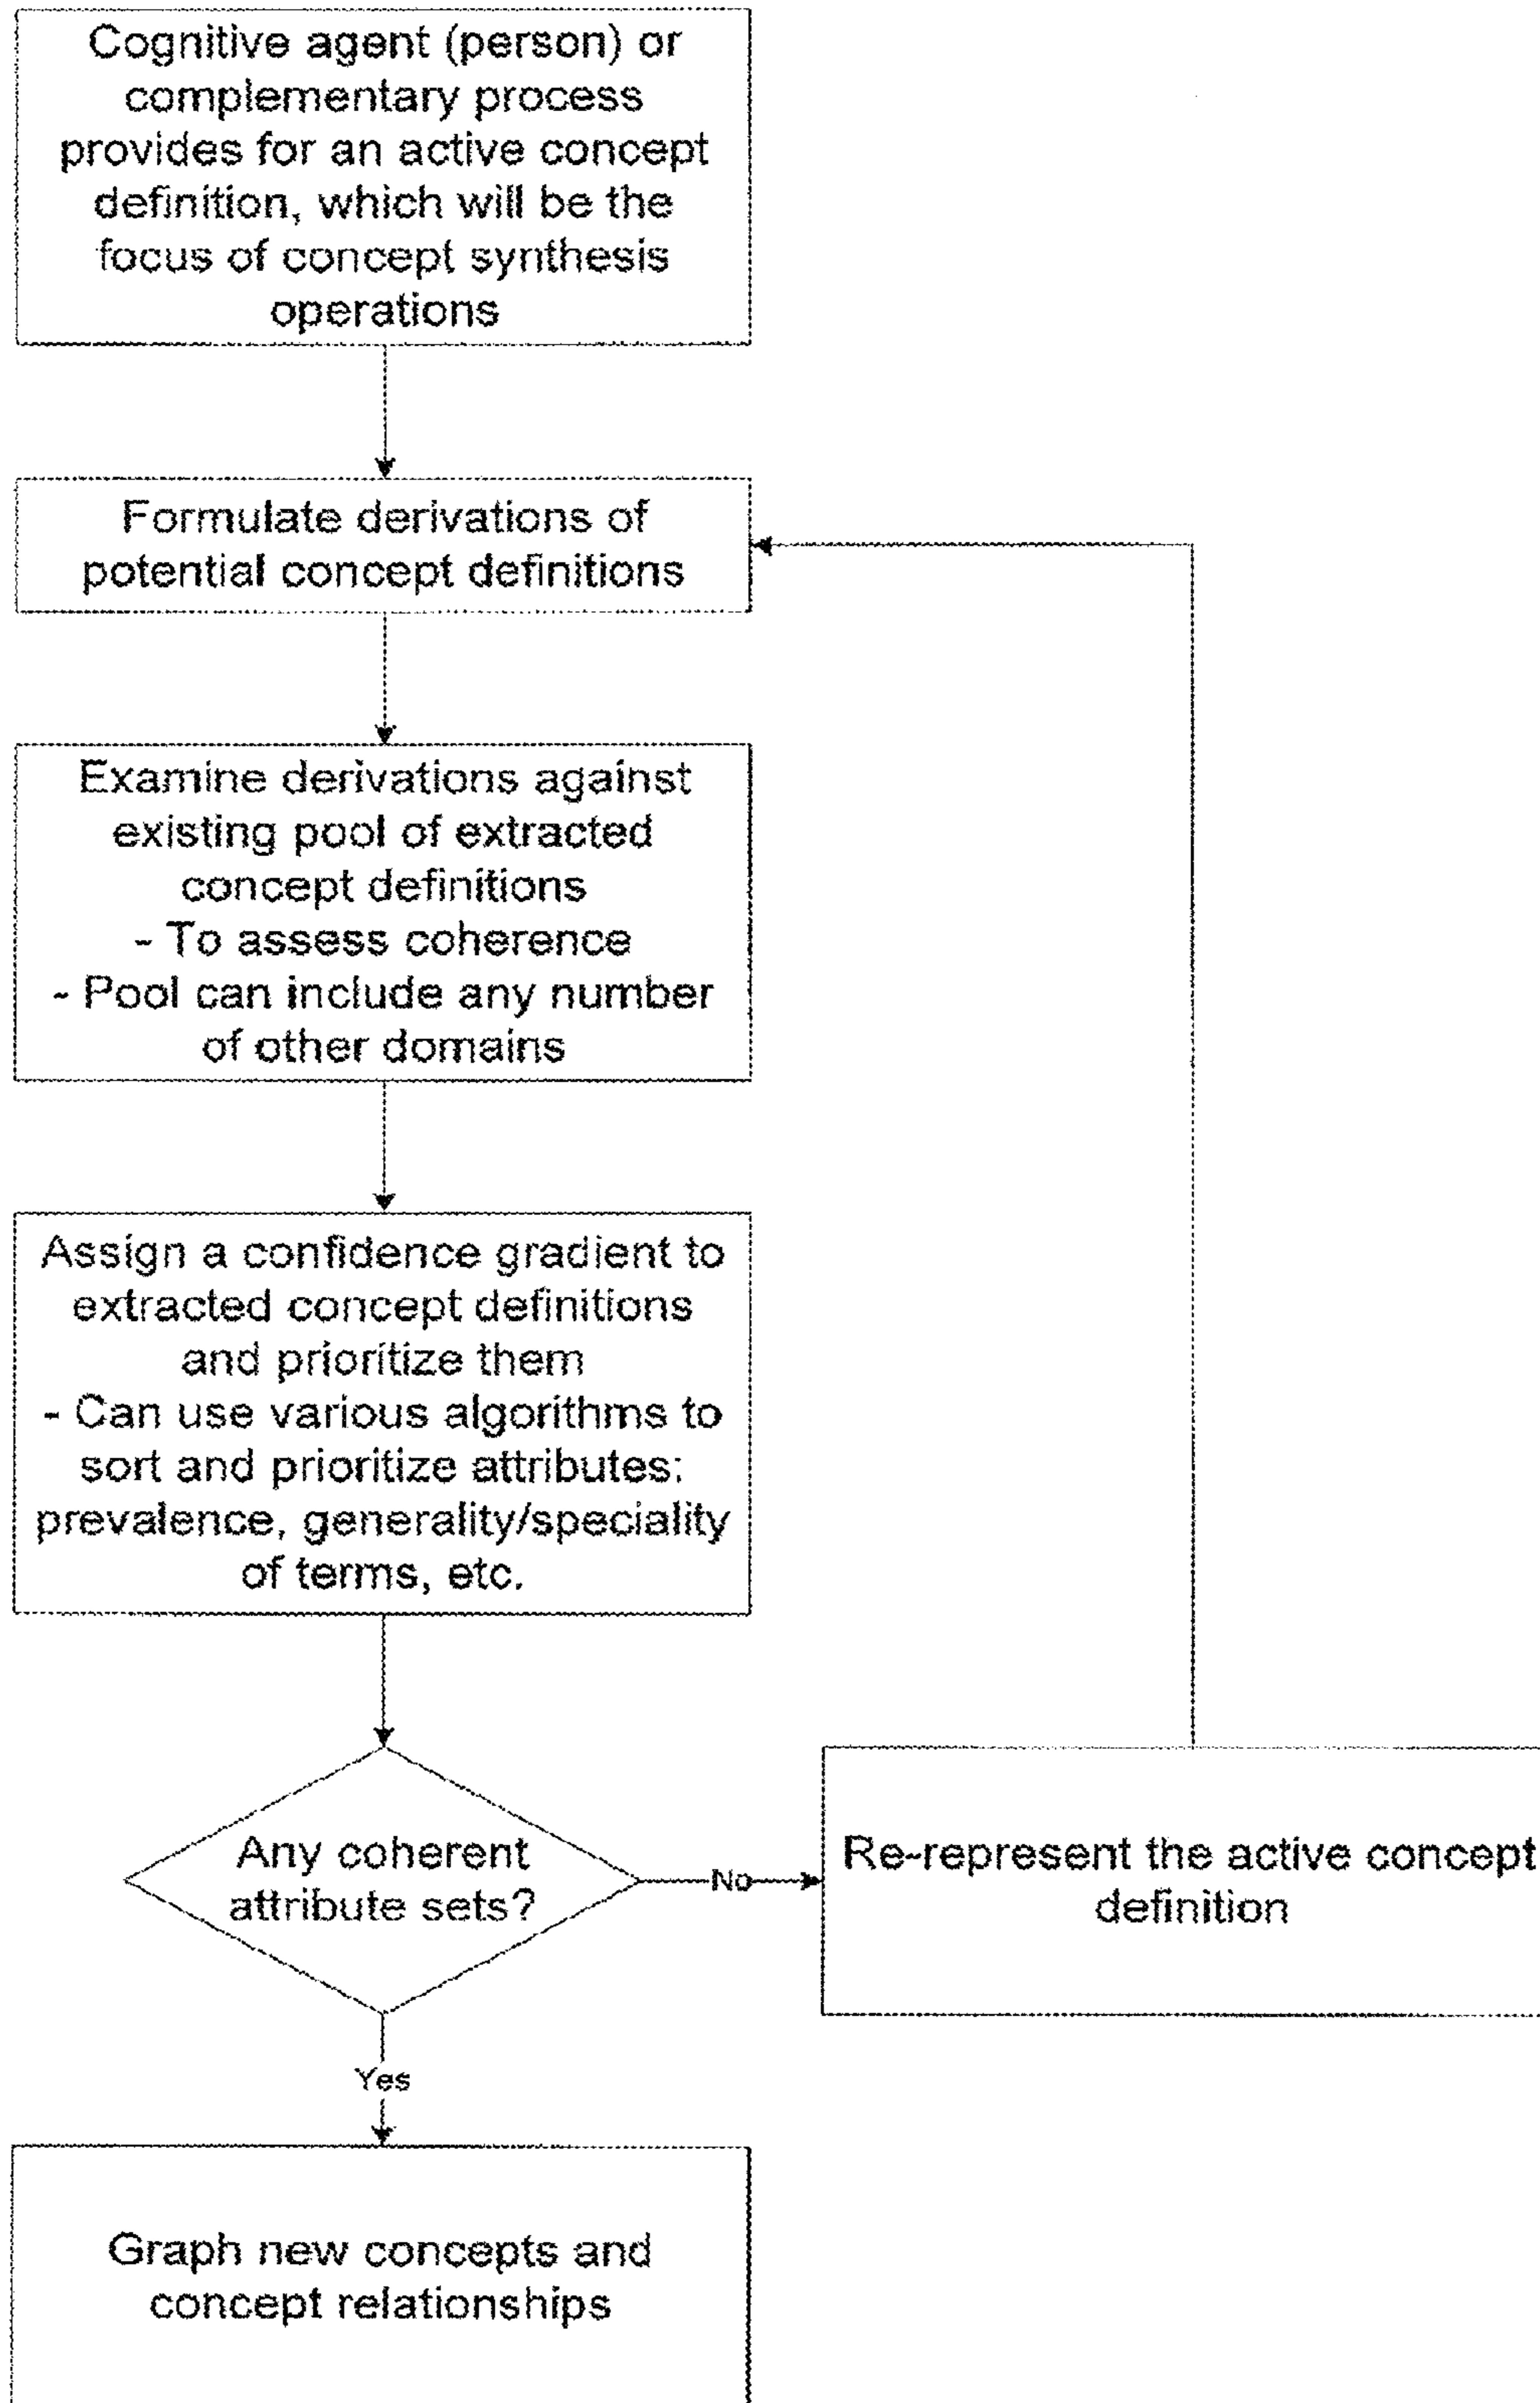 Cognitive agent (person) or
complementary process
provides for an active concept
definition, which will be the
focus of concept synthesis
operations
Formulate derivations of
potential concept definitions
Examine derivations against
existing pool of extracted
concept definitions
- To assess coherence
- Pool can include any number
of other domains
Assign a confidence gradient to
extracted concept definitions
and prioritize them
- Can use various algorithms to
sort and prioritize attributes:
prevalence, generality/speciality
of terms, etc.
Any coherent
attribute sets?
No
Re-represent the active concept
definition
Yes
Graph new concepts and
concept relationships